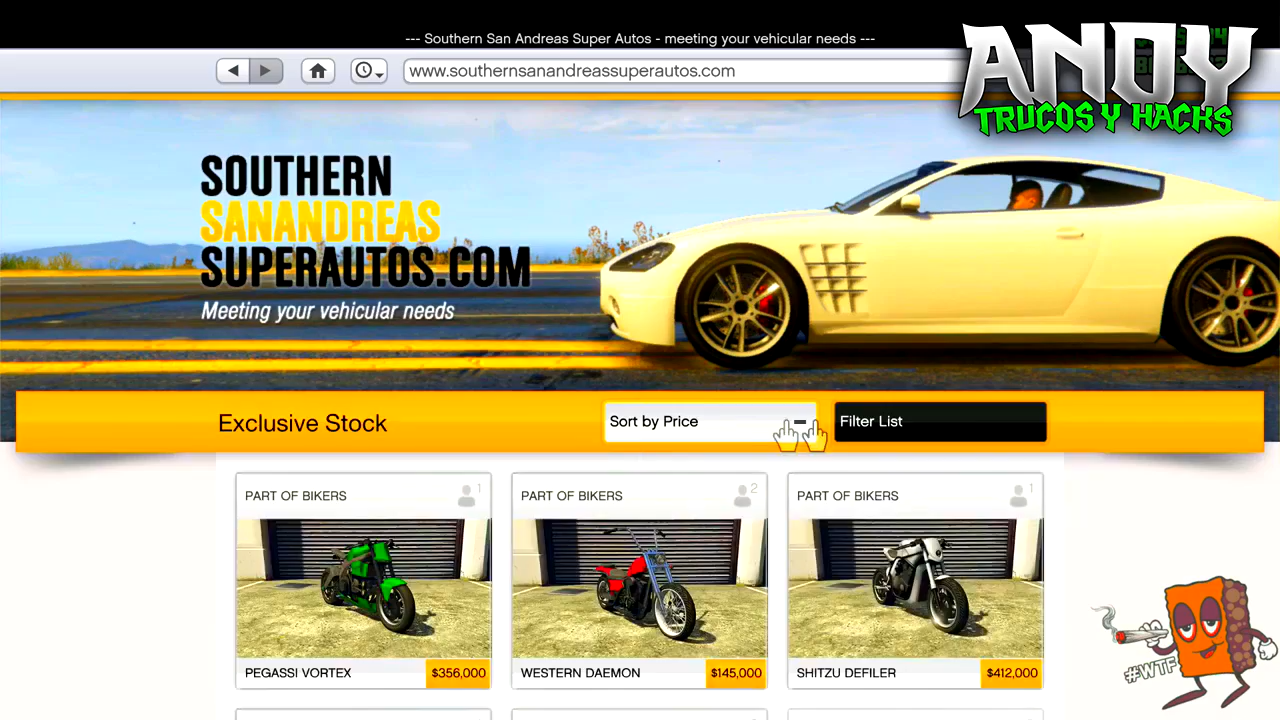 --- Southern San Andreas Super Autos - meeting your vehicular needs ---
www.southernsanandreassuperautos.com
ANDY
TRUCOS Y HACKS
SOUTHERN
SANANDREAS
SUPERAUTOS.COM
Meeting your vehicular needs
Exclusive Stock
Sort by Price
Filter List
PART OF BIKERS 1
PART OF BIKERS 2
PART OF BIKERS 1
PEGASSI VORTEX $356,000
WESTERN DAEMON $145,000
SHITZU DEFILER $412,000
#WTF